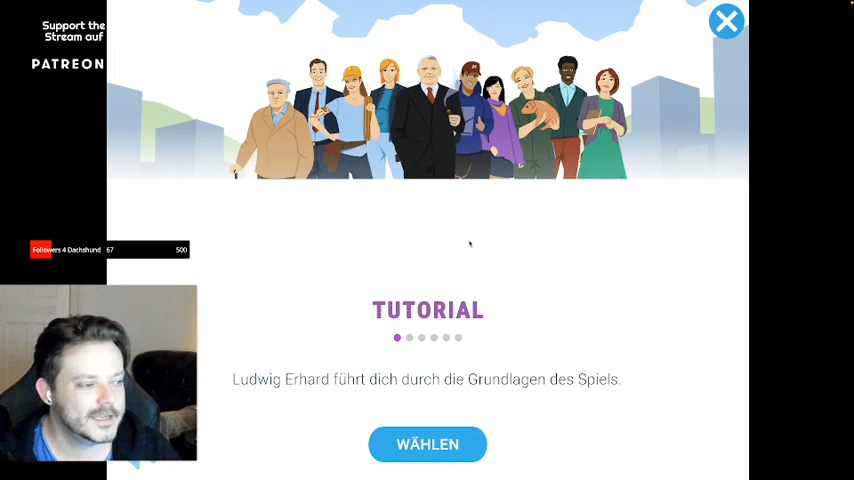 Support the
Stream auf
PATREON
Followers 4 Dachshund 67 500
TUTORIAL
Ludwig Erhard führt dich durch die Grundlagen des Spiels.
WÄHLEN